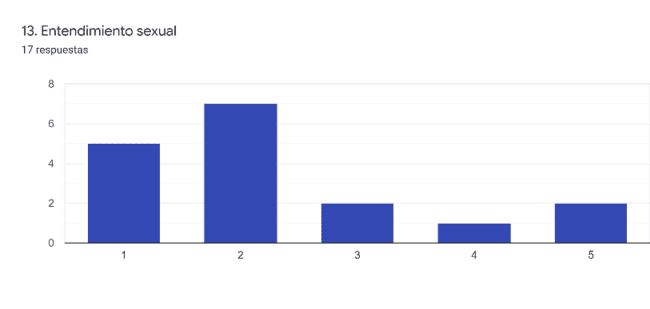 13. Entendimiento sexual
17 respuestas
8
6
4
2
0
1 2 3 4 5